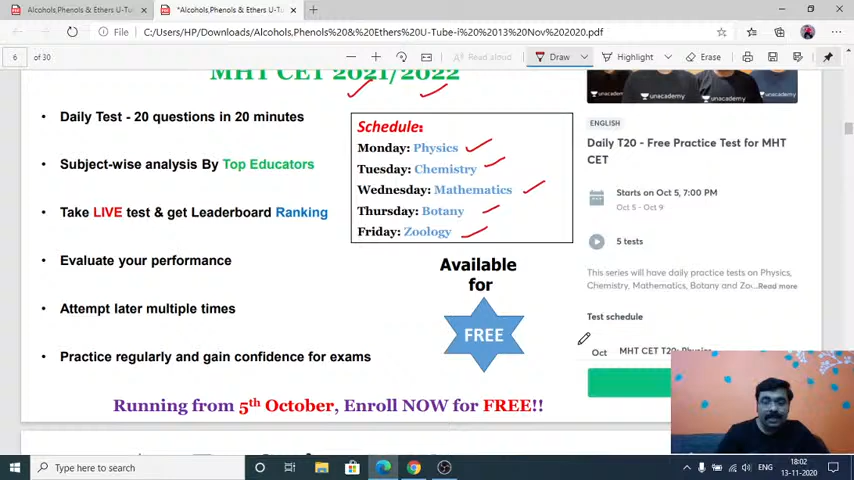 Alcohols,Phenols & Ethers U-Tub
*Alcohols,Phenols & Ethers U-T
File
C:/Users/HP/Downloads/Alcohols,Phenols%20&%20Ethers%20U-Tube-i%20%2013%20Nov%202020.pdf
6 of 30
Read aloud
Draw
Highlight
Erase
MHT CET 2021/2022
Daily Test - 20 questions in 20 minutes
Subject-wise analysis By Top Educators
Take LIVE test & get Leaderboard Ranking
Evaluate your performance
Attempt later multiple times
Practice regularly and gain confidence for exams
Schedule:
Monday: Physics
Tuesday: Chemistry
Wednesday: Mathematics
Thursday: Botany
Friday: Zoology
Available
for
FREE
Running from 5th October, Enroll NOW for FREE!!
unacademy
unacademy
ENGLISH
Daily T20 - Free Practice Test for MHT
CET
Starts on Oct 5, 7:00 PM
Oct 5 - Oct 9
5 tests
This series will have daily practice tests on Physics,
Chemistry, Mathematics, Botany and Zo...Read more
Test schedule
Oct
MHT CET T20: Physics
Type here to search
ENG
18:02
13-11-2020